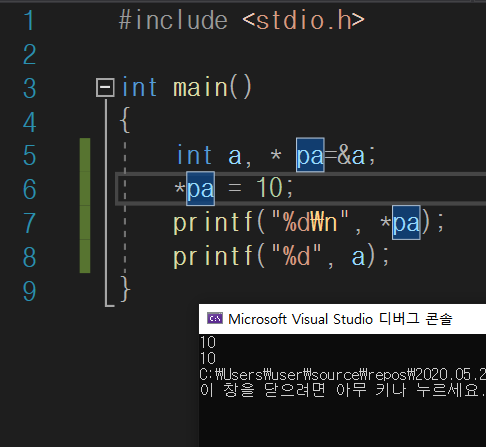 1 #include <stdio.h>
2
3 int main()
4 {
5 int a, * pa=&a;
6 *pa = 10;
7 printf("%d₩n", *pa);
8 printf("%d", a);
9 }
Microsoft Visual Studio 디버그 콘솔
10
10
C:₩Users₩user₩source₩repos₩2020.05.2
이 창을 닫으려면 아무 키나 누르세요.